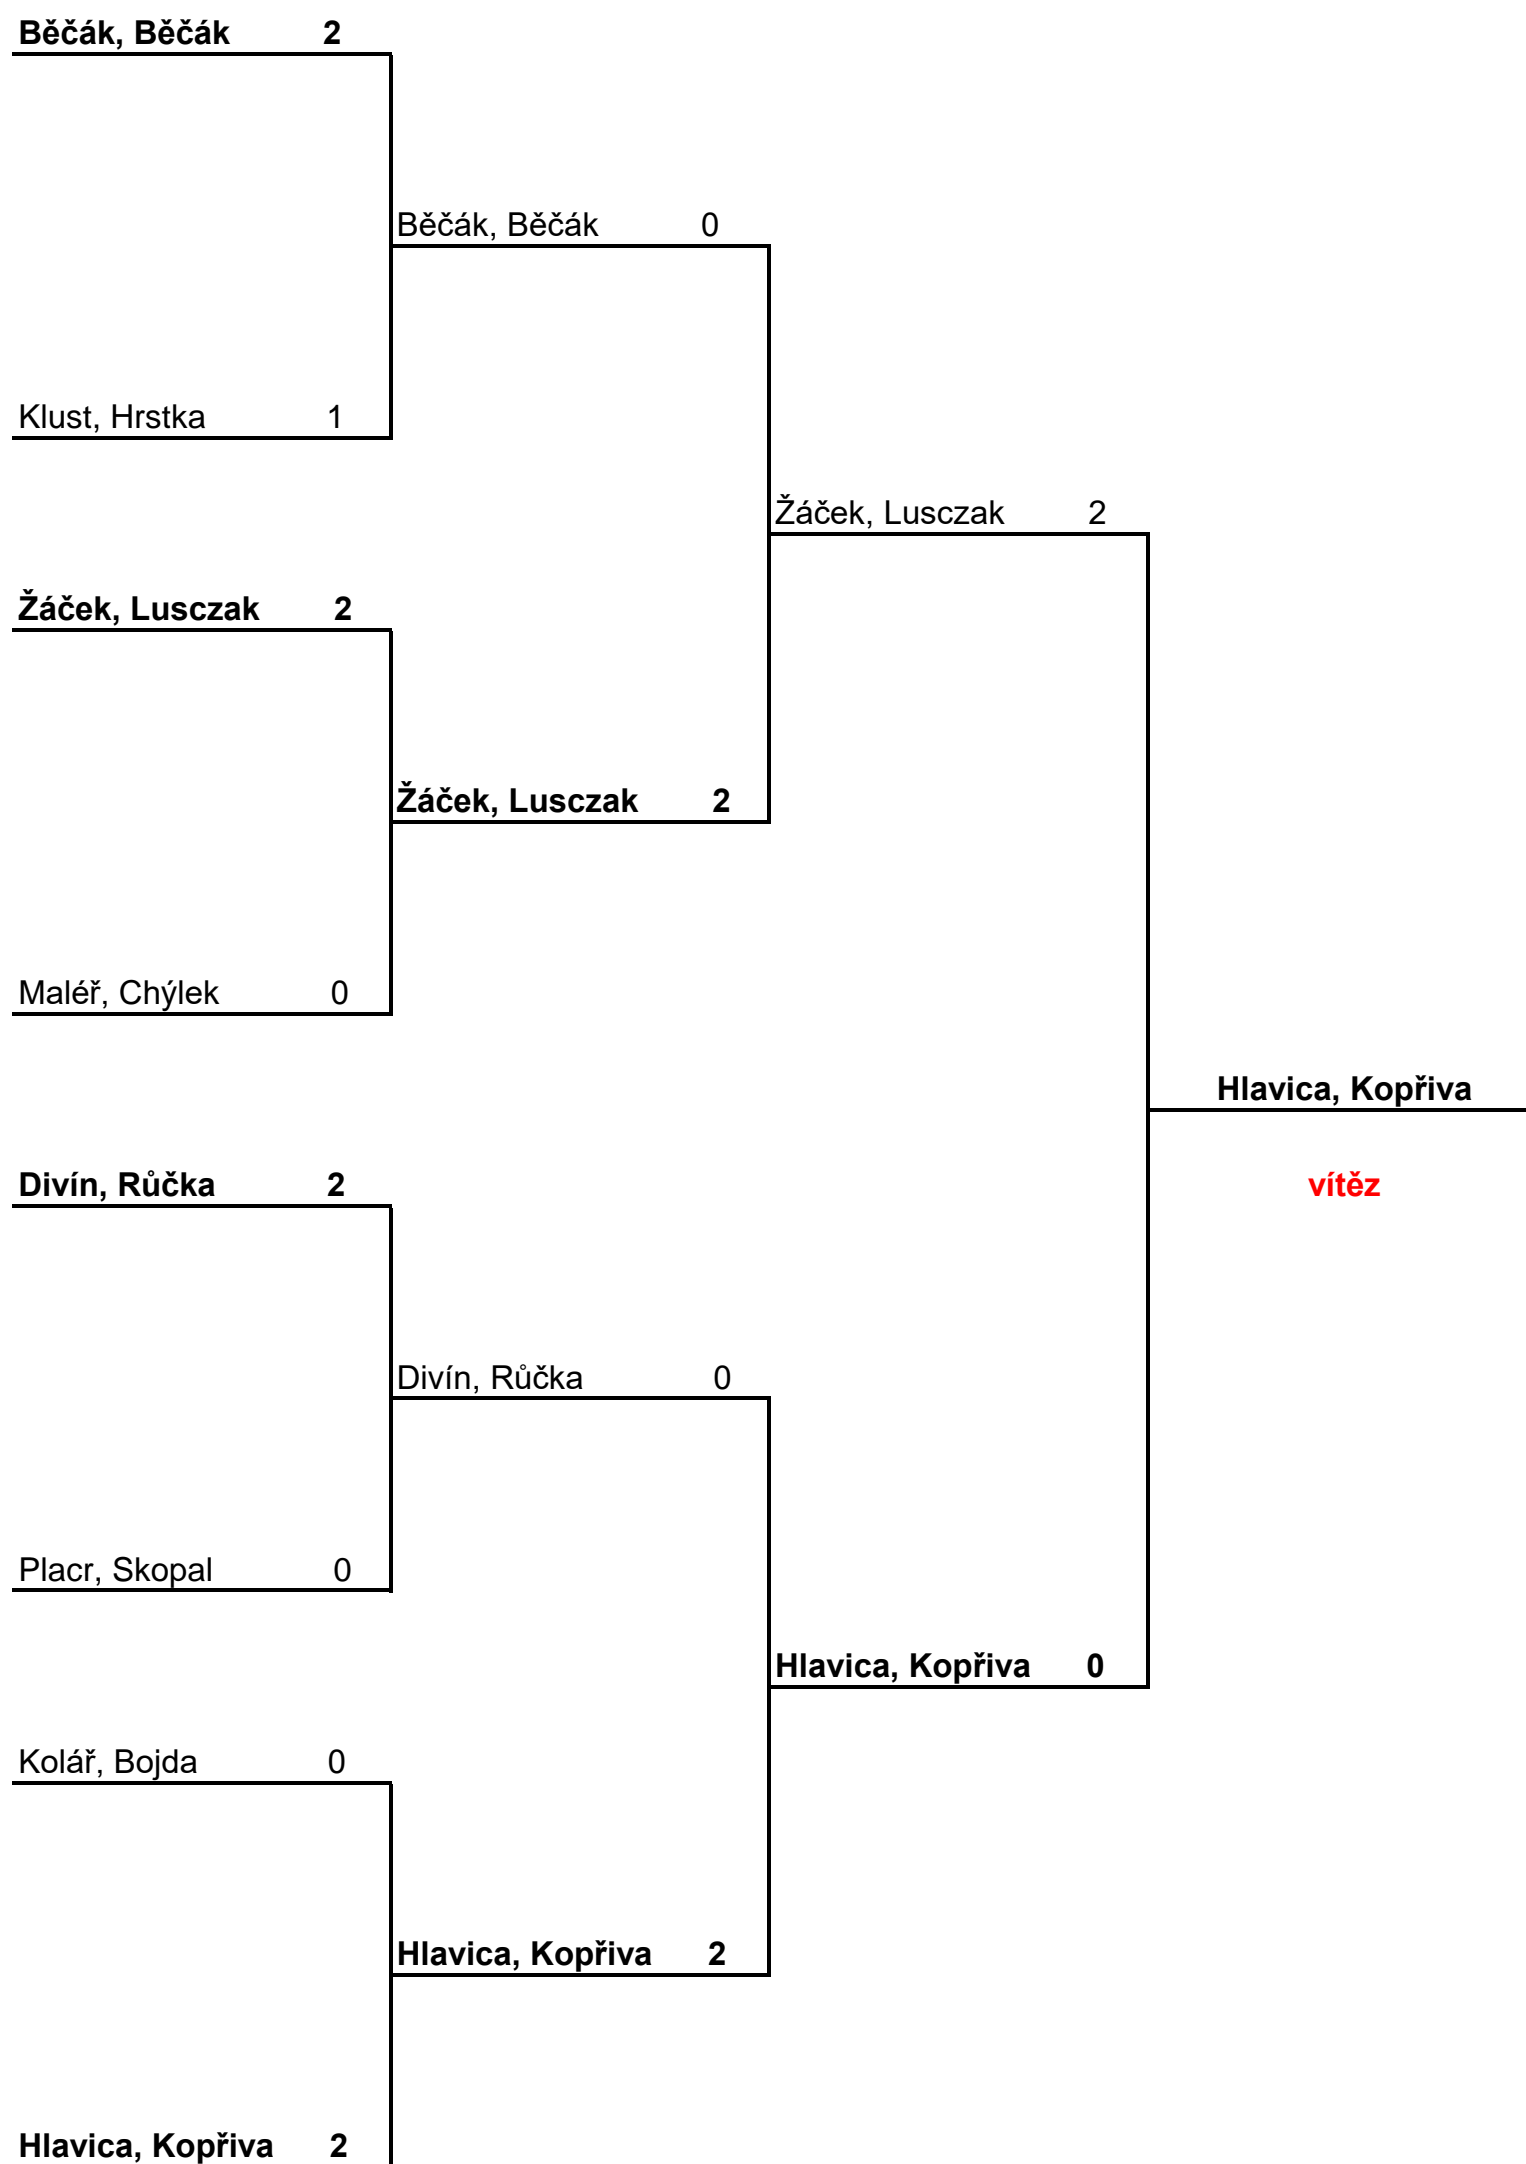 Běčák, Běčák 2
Běčák, Běčák 0
Klust, Hrstka 1
Žáček, Lusczak 2
Žáček, Lusczak 2
Žáček, Lusczak 2
Maléř, Chýlek 0
Hlavica, Kopřiva
Divín, Růčka 2
vítěz
Divín, Růčka 0
Placr, Skopal 0
Hlavica, Kopřiva 0
Kolář, Bojda 0
Hlavica, Kopřiva 2
Hlavica, Kopřiva 2